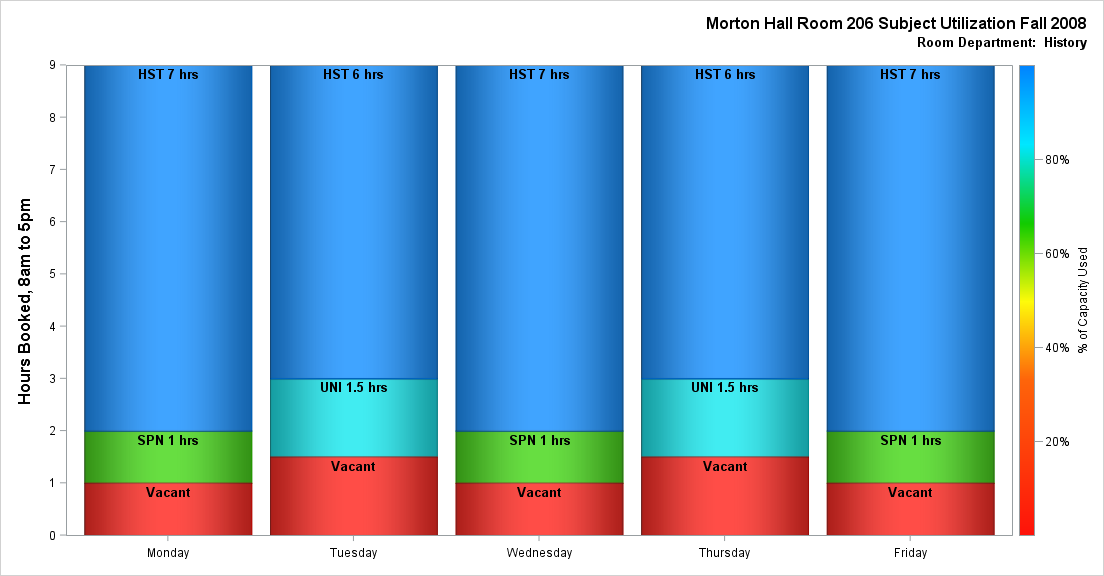 Morton Hall Room 206 Subject Utilization Fall 2008
Room Department:  History
Hours Booked, 8am to 5pm
9
8
7
6
5
4
3
2
1
0
HST 7 hrs
SPN 1 hrs
Vacant
HST 6 hrs
UNI 1.5 hrs
Vacant
HST 7 hrs
SPN 1 hrs
Vacant
HST 6 hrs
UNI 1.5 hrs
Vacant
HST 7 hrs
SPN 1 hrs
Vacant
Monday
Tuesday
Wednesday
Thursday
Friday
80%
60%
40%
20%
% of Capacity Used